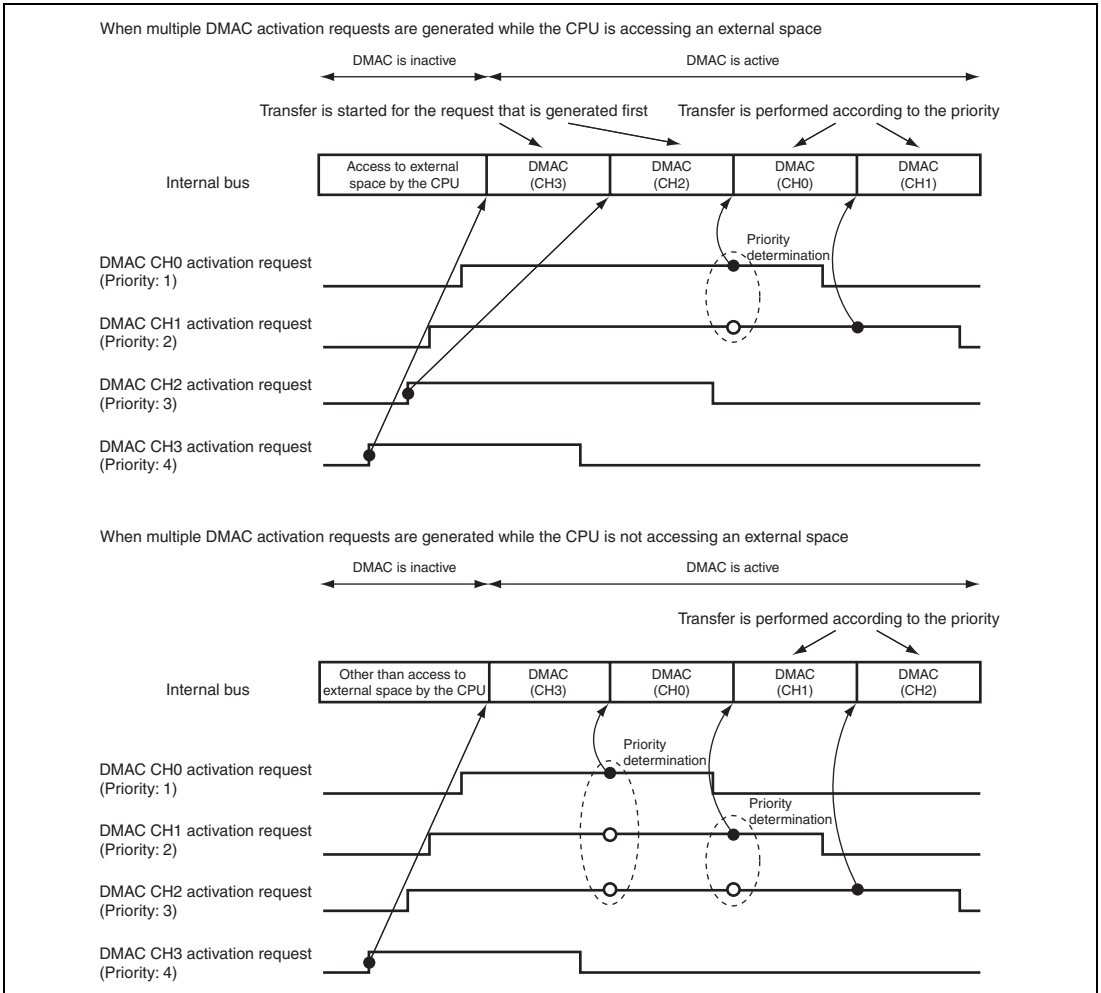 When multiple DMAC activation requests are generated while the CPU is accessing an external space
DMAC is inactive
DMAC is active
Transfer is started for the request that is generated first
Transfer is performed according to the priority
Internal bus
Access to external
space by the CPU
DMAC
(CH3)
DMAC
(CH2)
DMAC
(CH0)
DMAC
(CH1)
Priority
determination
DMAC CH0 activation request
(Priority: 1)
DMAC CH1 activation request
(Priority: 2)
DMAC CH2 activation request
(Priority: 3)
DMAC CH3 activation request
(Priority: 4)
When multiple DMAC activation requests are generated while the CPU is not accessing an external space
DMAC is inactive
DMAC is active
Transfer is performed according to the priority
Internal bus
Other than access to
external space by the CPU
DMAC
(CH3)
DMAC
(CH0)
DMAC
(CH1)
DMAC
(CH2)
Priority
determination
DMAC CH0 activation request
(Priority: 1)
Priority
determination
DMAC CH1 activation request
(Priority: 2)
DMAC CH2 activation request
(Priority: 3)
DMAC CH3 activation request
(Priority: 4)